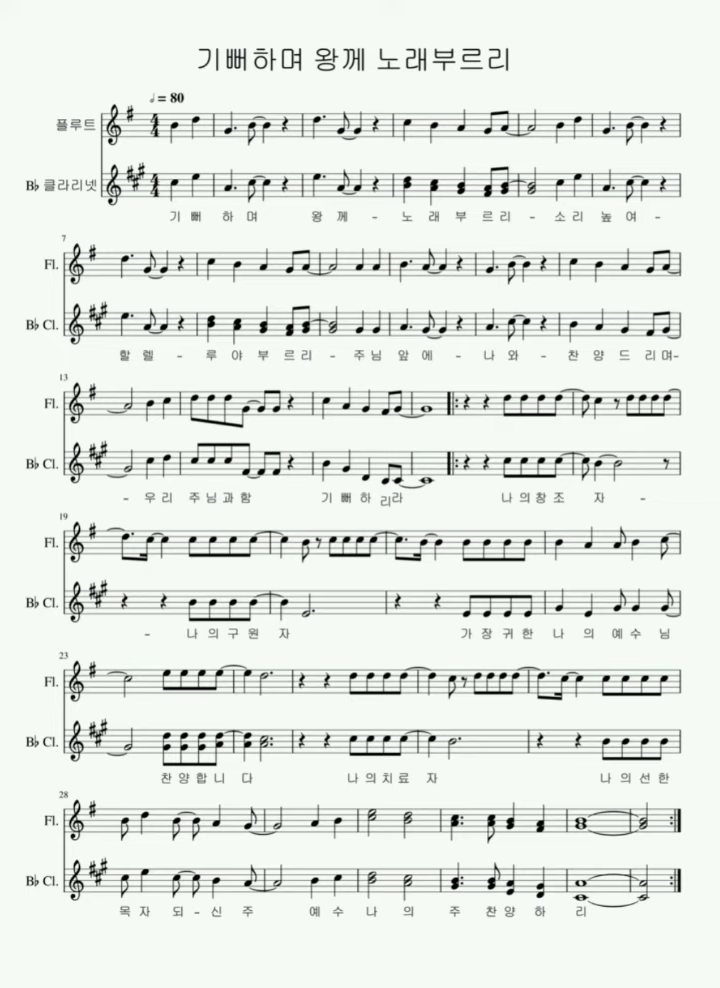 기뻐하며 왕께 노래부르리
♩ = 80
플루트
B♭ 클라리넷
기 뻐 하 며 왕 께 - 노 래 부 르 리 - 소 리 높 여 -
7
Fl.
B♭ Cl.
할 렐 - 루 야 부 르 리 - 주 님 앞 에 - 나 와 - 찬 양 드 리 며 -
13
Fl.
B♭ Cl.
- 우 리 주 님 과 함 기 뻐 하 리 라 나 의 창 조 자 -
19
Fl.
B♭ Cl.
- 나 의 구 원 자 가 장 귀 한 나 의 예 수 님
23
Fl.
B♭ Cl.
찬 양 합 니 다 나 의 치 료 자 나 의 선 한
28
Fl.
B♭ Cl.
목 자 되 - 신 주 예 수 나 의 주 찬 양 하 리